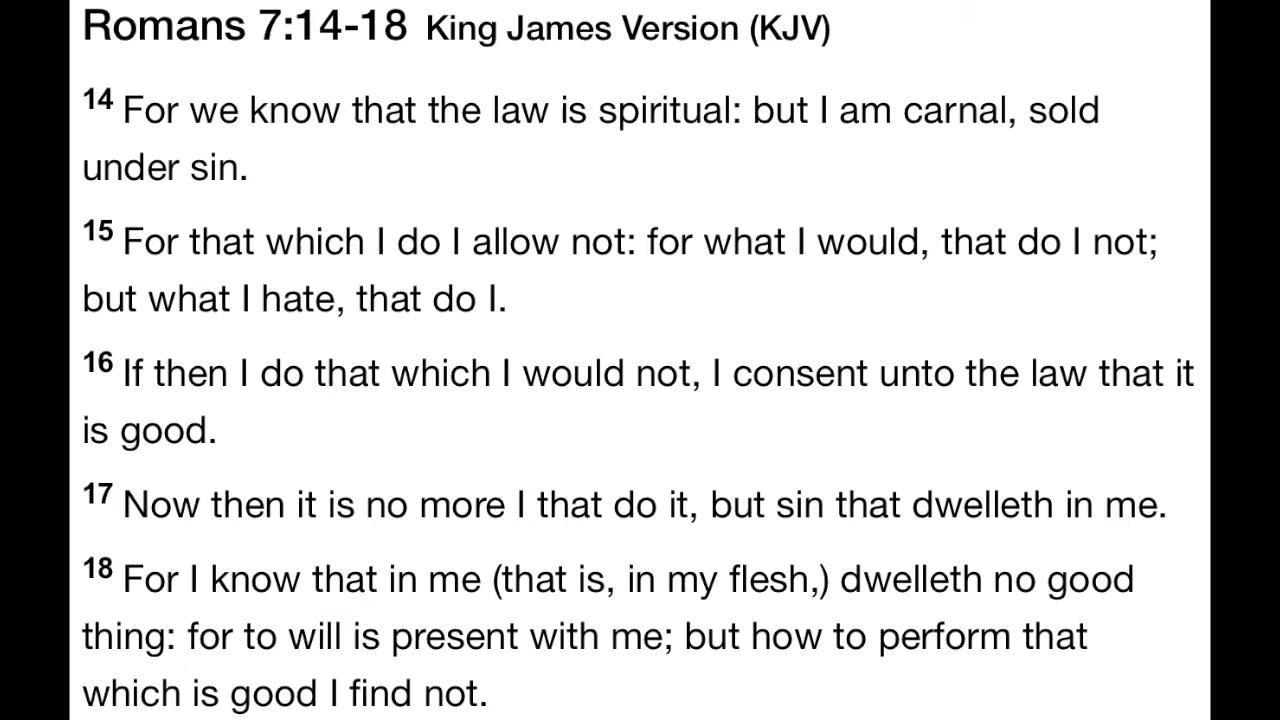 Romans 7:14-18 King James Version (KJV)
14 For we know that the law is spiritual: but I am carnal, sold
under sin.
15 For that which I do I allow not: for what I would, that do I not;
but what I hate, that do I.
16 If then I do that which I would not, I consent unto the law that it
is good.
17 Now then it is no more I that do it, but sin that dwelleth in me.
18 For I know that in me (that is, in my flesh,) dwelleth no good
thing: for to will is present with me; but how to perform that
which is good I find not.